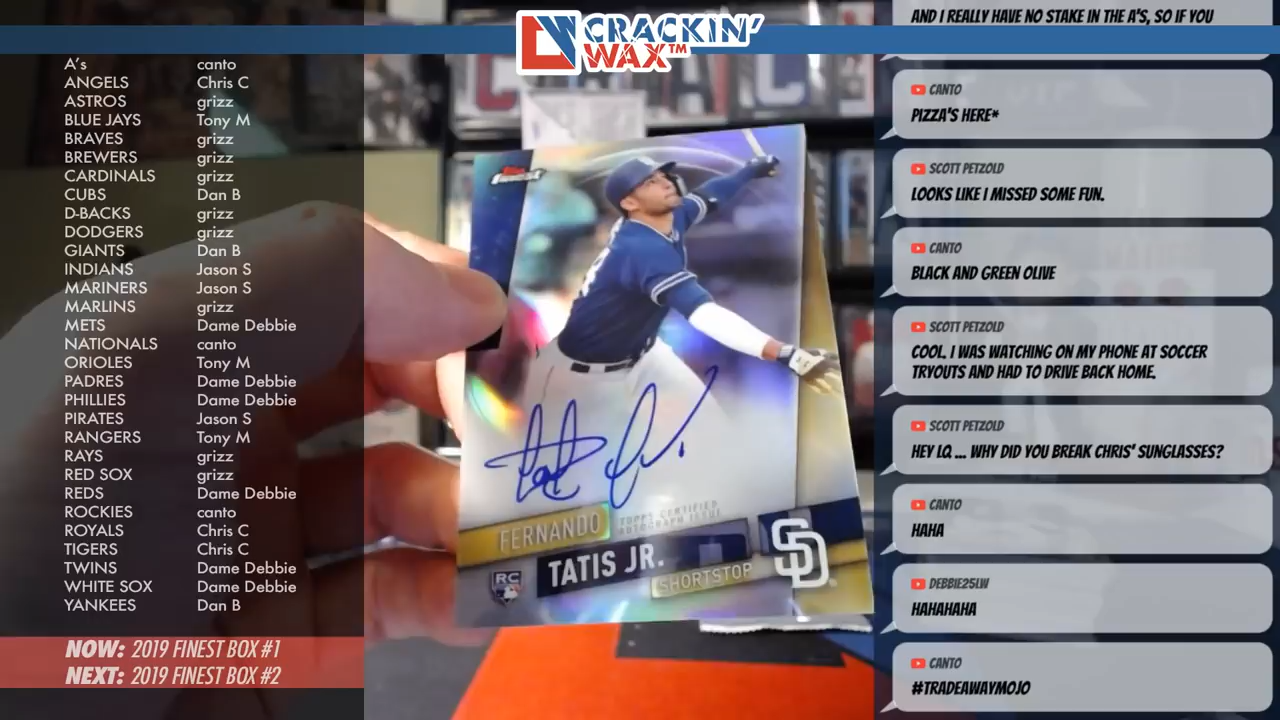 AND I REALLY HAVE NO STAKE IN THE A'S, SO IF YOU
CRACKIN'
WAX™
A's canto
ANGELS Chris C
ASTROS grizz
BLUE JAYS Tony M
BRAVES grizz
BREWERS grizz
CARDINALS grizz
CUBS Dan B
D-BACKS grizz
DODGERS grizz
GIANTS Dan B
INDIANS Jason S
MARINERS Jason S
MARLINS grizz
METS Dame Debbie
NATIONALS canto
ORIOLES Tony M
PADRES Dame Debbie
PHILLIES Dame Debbie
PIRATES Jason S
RANGERS Tony M
RAYS grizz
RED SOX grizz
REDS Dame Debbie
ROCKIES canto
ROYALS Chris C
TIGERS Chris C
TWINS Dame Debbie
WHITE SOX Dame Debbie
YANKEES Dan B
NOW: 2019 FINEST BOX #1
NEXT: 2019 FINEST BOX #2
Topps
Finest
FERNANDO
TOPPS CERTIFIED
AUTOGRAPH ISSUE
TATIS JR.
SHORTSTOP
RC
SD
CANTO
PIZZA'S HERE*
SCOTT PETZOLD
LOOKS LIKE I MISSED SOME FUN.
CANTO
BLACK AND GREEN OLIVE
SCOTT PETZOLD
COOL. I WAS WATCHING ON MY PHONE AT SOCCER
TRYOUTS AND HAD TO DRIVE BACK HOME.
SCOTT PETZOLD
HEY LQ ... WHY DID YOU BREAK CHRIS' SUNGLASSES?
CANTO
HAHA
DEBBIE25LW
HAHAHAHA
CANTO
#TRADEAWAYMOJO